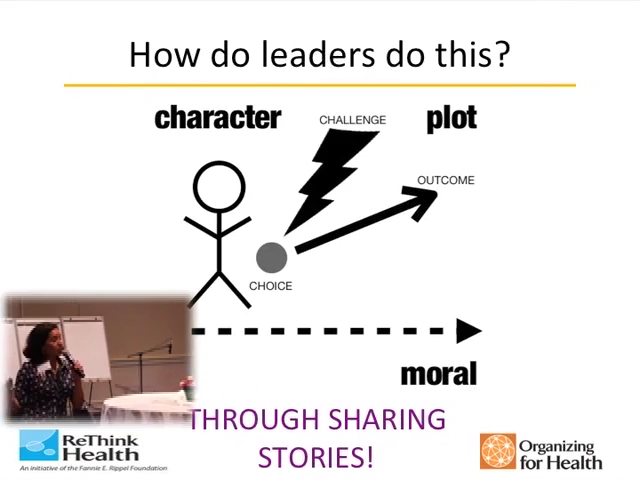 How do leaders do this?
character
CHALLENGE
plot
OUTCOME
CHOICE
moral
THROUGH SHARING
STORIES!
ReThink
Health
An initiative of the Fannie E. Rippel Foundation
Organizing
for Health